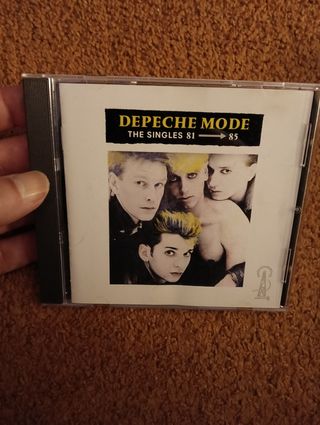 DEPECHE MODE
THE SINGLES 81 → 85